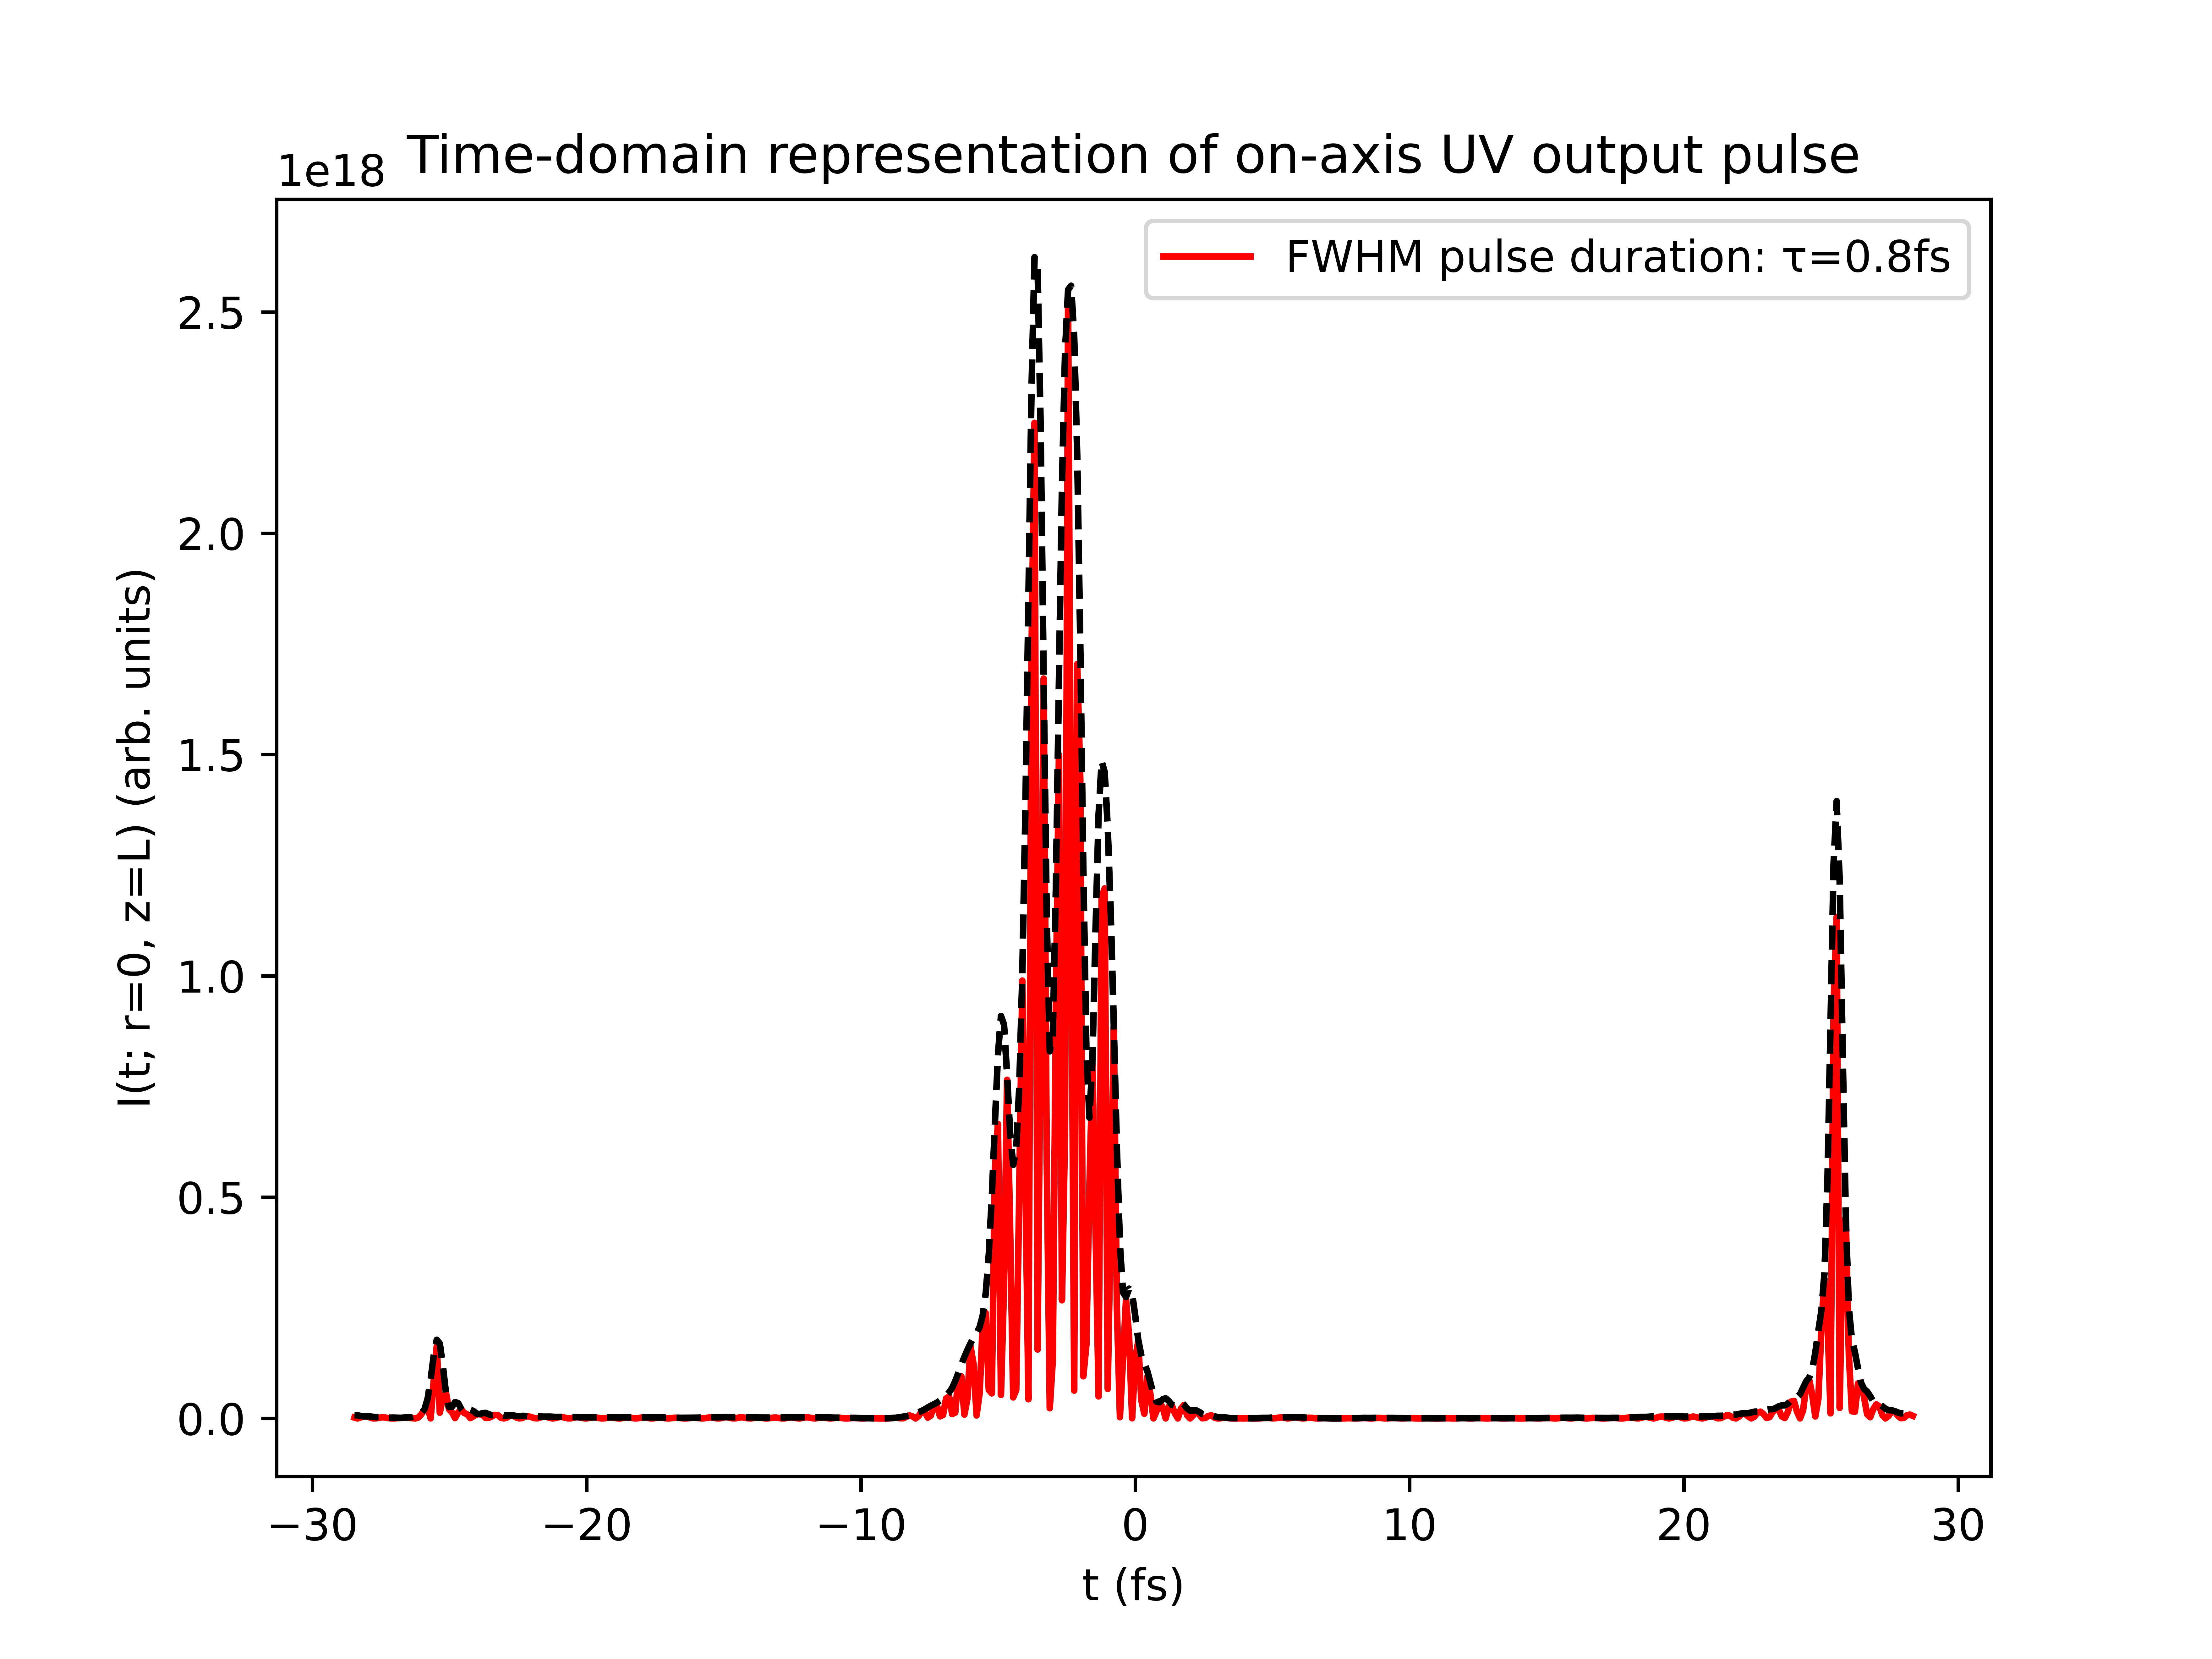 Time-domain representation of on-axis UV output pulse
1e18
FWHM pulse duration: τ=0.8fs
I(t; r=0, z=L) (arb. units)
2.5
2.0
1.5
1.0
0.5
0.0
−30 −20 −10 0 10 20 30
t (fs)